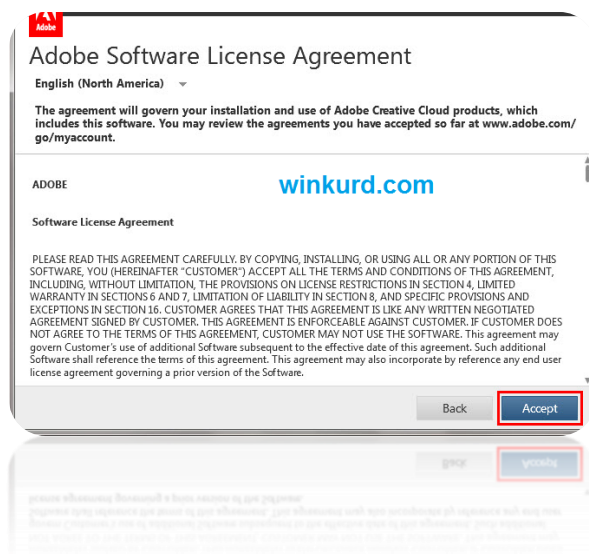 Adobe
Adobe Software License Agreement
English (North America)
The agreement will govern your installation and use of Adobe Creative Cloud products, which
includes this software. You may review the agreements you have accepted so far at www.adobe.com/
go/myaccount.
ADOBE
winkurd.com
Software License Agreement
PLEASE READ THIS AGREEMENT CAREFULLY. BY COPYING, INSTALLING, OR USING ALL OR ANY PORTION OF THIS
SOFTWARE, YOU (HEREINAFTER “CUSTOMER”) ACCEPT ALL THE TERMS AND CONDITIONS OF THIS AGREEMENT,
INCLUDING, WITHOUT LIMITATION, THE PROVISIONS ON LICENSE RESTRICTIONS IN SECTION 4, LIMITED
WARRANTY IN SECTIONS 6 AND 7, LIMITATION OF LIABILITY IN SECTION 8, AND SPECIFIC PROVISIONS AND
EXCEPTIONS IN SECTION 16. CUSTOMER AGREES THAT THIS AGREEMENT IS LIKE ANY WRITTEN NEGOTIATED
AGREEMENT SIGNED BY CUSTOMER. THIS AGREEMENT IS ENFORCEABLE AGAINST CUSTOMER. IF CUSTOMER DOES
NOT AGREE TO THE TERMS OF THIS AGREEMENT, CUSTOMER MAY NOT USE THE SOFTWARE. This agreement may
govern Customer’s use of additional Software subsequent to the effective date of this agreement. Such additional
Software shall reference the terms of this agreement. This agreement may also incorporate by reference any end user
license agreement governing a prior version of the Software.
Back
Accept